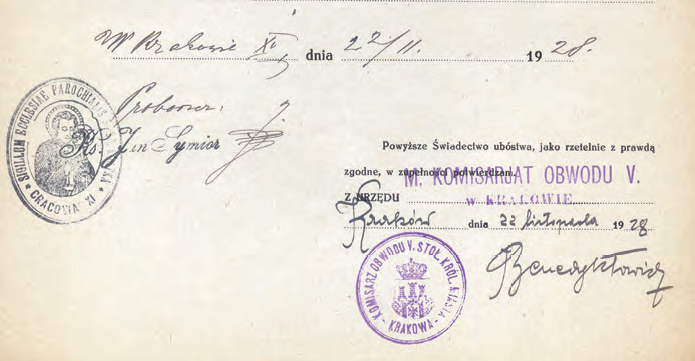 W Krakowie XI, dnia 22/11. 1928.
Proboszcz:
Ks. Jan Symior
SIGILLUM ECCLESIAE PAROCHIALIS
CRACOVIA XI
Powyższe Świadectwo ubóstwa, jako rzetelnie z prawdą
zgodne, w zupełności potwierdzam.
M. KOMISARJAT OBWODU V.
Z URZĘDU
W KRAKOWIE
Kraków dnia 22 listopada 1928
KOMISARZ OBWODU V. STOŁ. KRÓL. MIASTA
KRAKOWA
Benedyktowicz